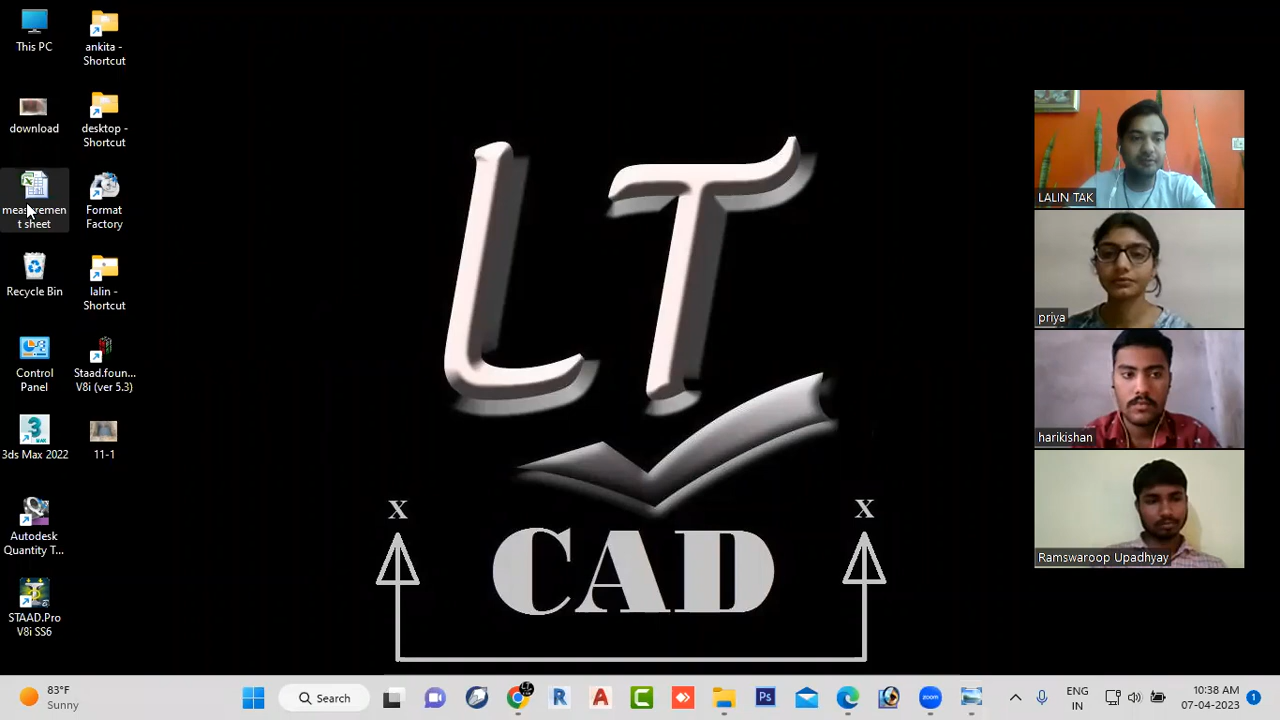 This PC
ankita -
Shortcut
download
desktop -
Shortcut
measuremen
t sheet
Format
Factory
Recycle Bin
lalin -
Shortcut
Control
Panel
Staad.foun...
V8i (ver 5.3)
3ds Max 2022
11-1
Autodesk
Quantity T...
STAAD.Pro
V8i SS6
LT
X
X
CAD
LALIN TAK
priya
harikishan
Ramswaroop Upadhyay
83°F
Sunny
Search
ENG
IN
10:38 AM
07-04-2023
1